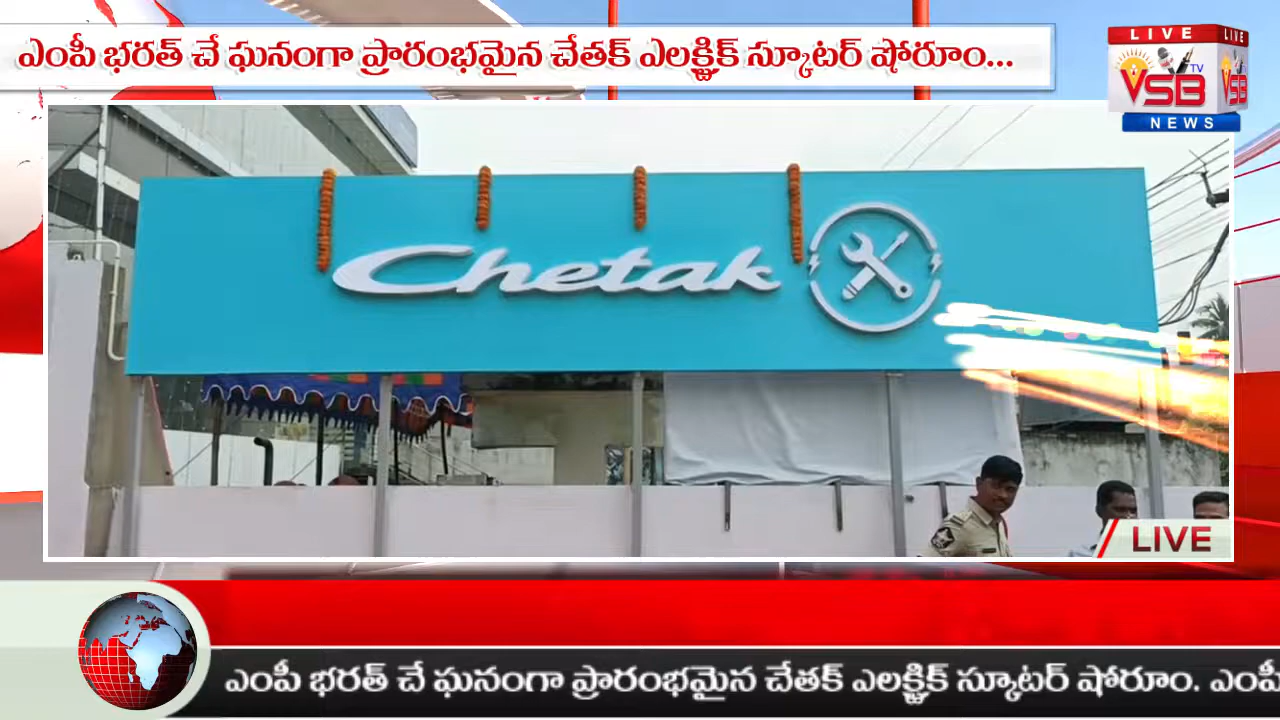 ఎంపీ భరత్ చే ఘనంగా ప్రారంభమైన చేతక్ ఎలక్ట్రిక్ స్కూటర్ షోరూం...
LIVE
LIVE
VSB
TV
VSB
NEWS
Chetak
LIVE
ఎంపీ భరత్ చే ఘనంగా ప్రారంభమైన చేతక్ ఎలక్ట్రిక్ స్కూటర్ షోరూం. ఎంపీ